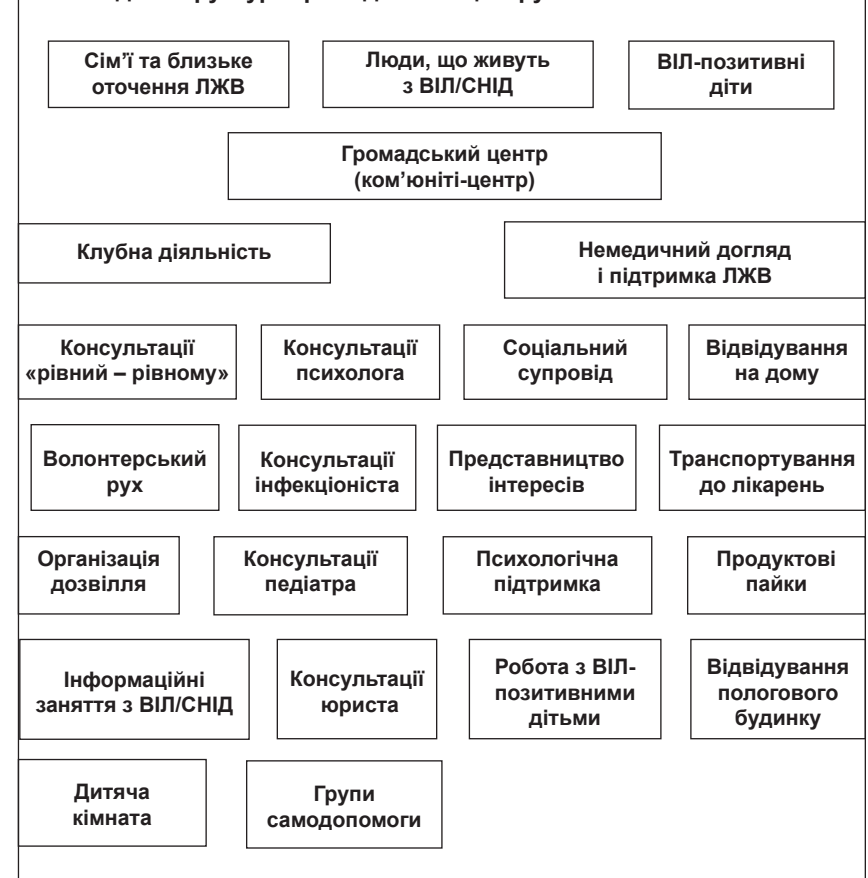 Сім’ї та близьке
оточення ЛЖВ
Люди, що живуть
з ВІЛ/СНІД
ВІЛ-позитивні
діти
Громадський центр
(ком’юніті-центр)
Клубна діяльність
Немедичний догляд
і підтримка ЛЖВ
Консультації
«рівний – рівному»
Консультації
психолога
Соціальний
супровід
Відвідування
на дому
Волонтерський
рух
Консультації
інфекціоніста
Представництво
інтересів
Транспортування
до лікарень
Організація
дозвілля
Консультації
педіатра
Психологічна
підтримка
Продуктові
пайки
Інформаційні
заняття з ВІЛ/СНІД
Консультації
юриста
Робота з ВІЛ-
позитивними
дітьми
Відвідування
пологового
будинку
Дитяча
кімната
Групи
самодопомоги